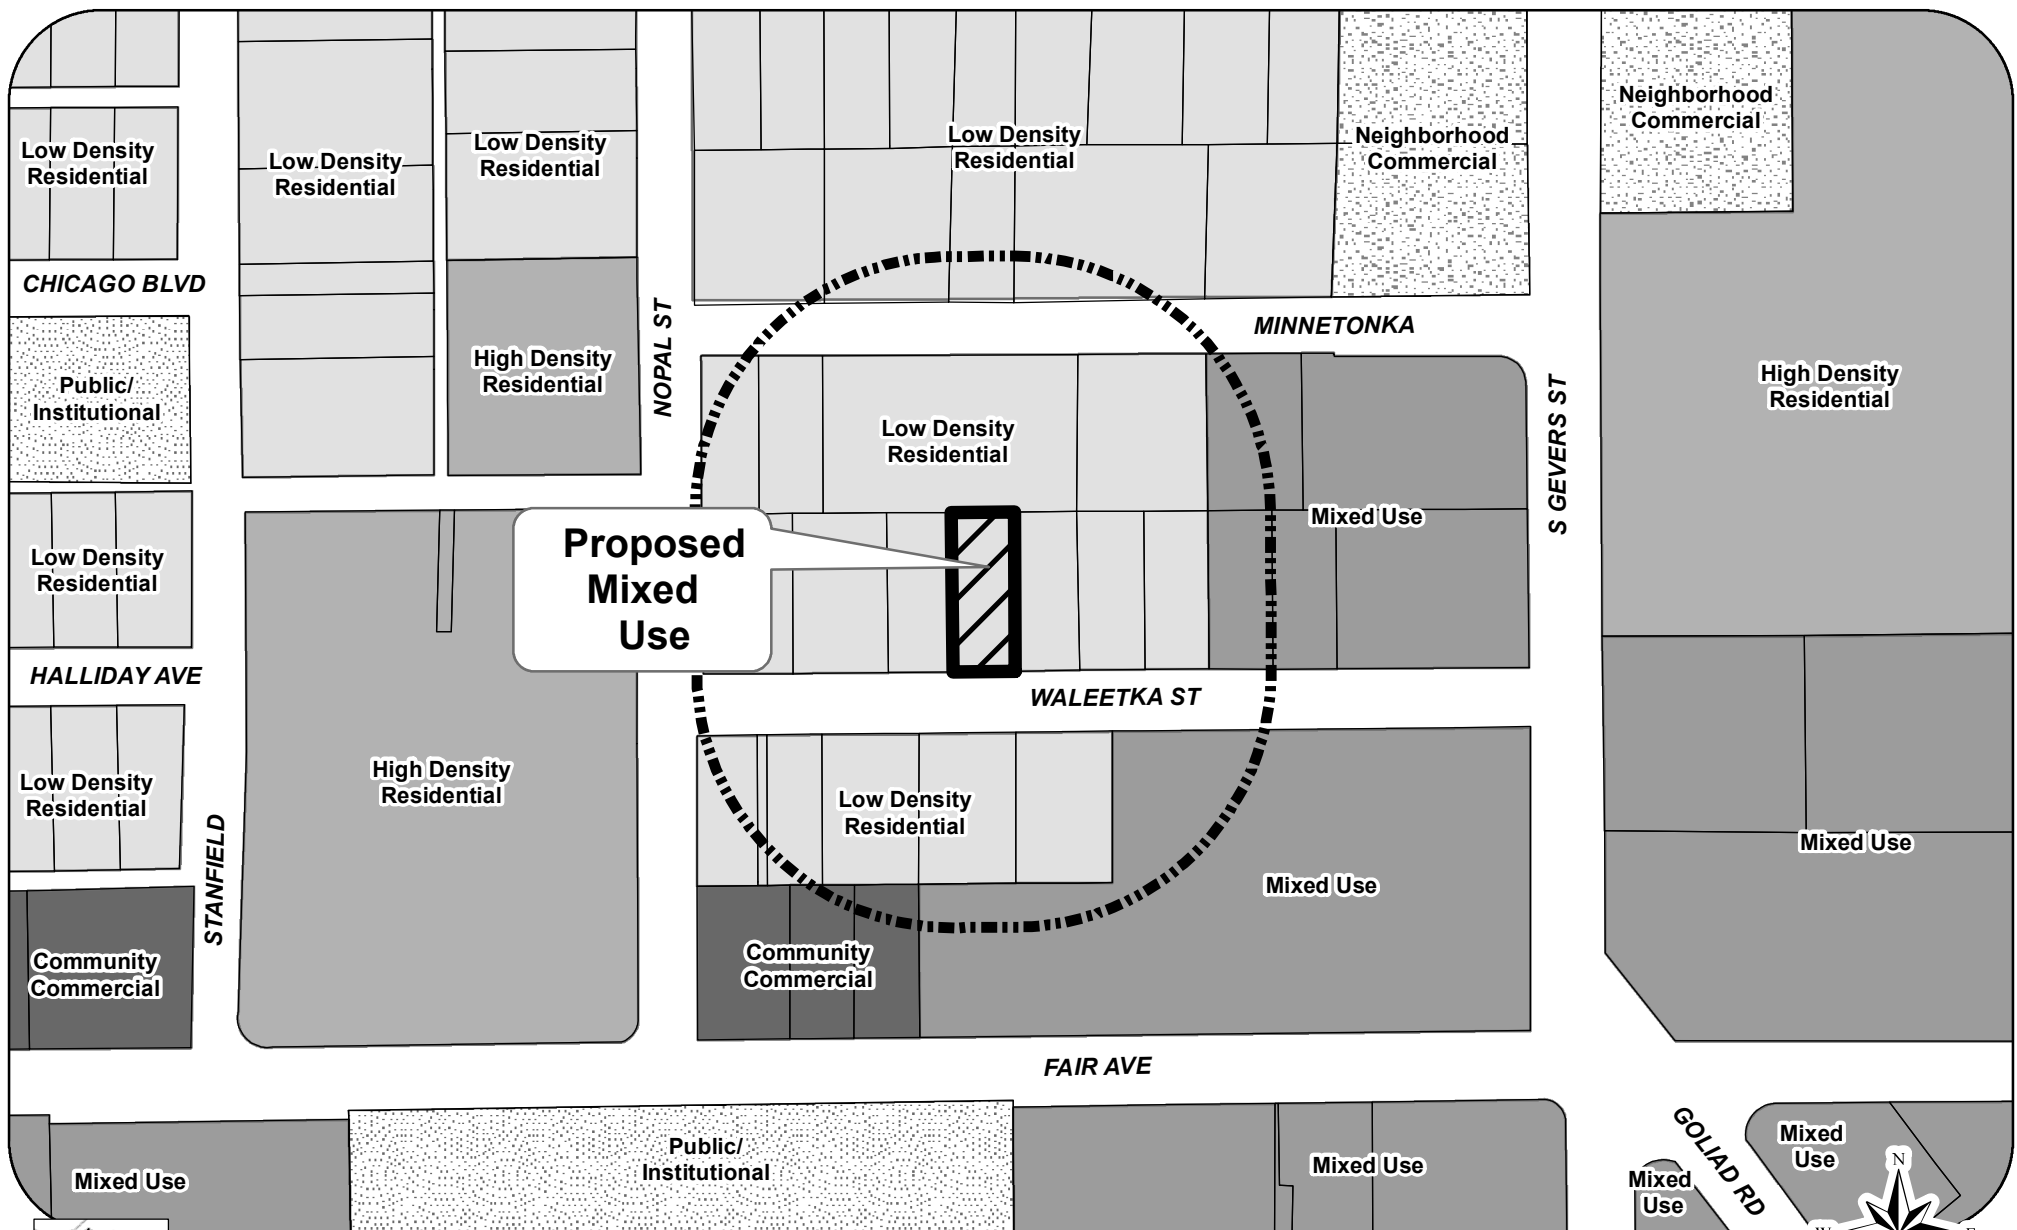 Neighborhood
Commercial
Low Density
Residential
Low Density
Residential
Low Density
Residential
Low Density
Residential
Neighborhood
Commercial
CHICAGO BLVD
NOPAL ST
MINNETONKA
Public/
Institutional
High Density
Residential
High Density
Residential
S GEVERS ST
Low Density
Residential
Mixed Use
Low Density
Residential
Proposed
Mixed
Use
HALLIDAY AVE
WALEETKA ST
Low Density
Residential
High Density
Residential
Low Density
Residential
Mixed Use
STANFIELD
Mixed Use
Community
Commercial
Community
Commercial
FAIR AVE
GOLIAD RD
Mixed
Use
Public/
Institutional
Mixed Use
Mixed Use
Mixed
Use
N